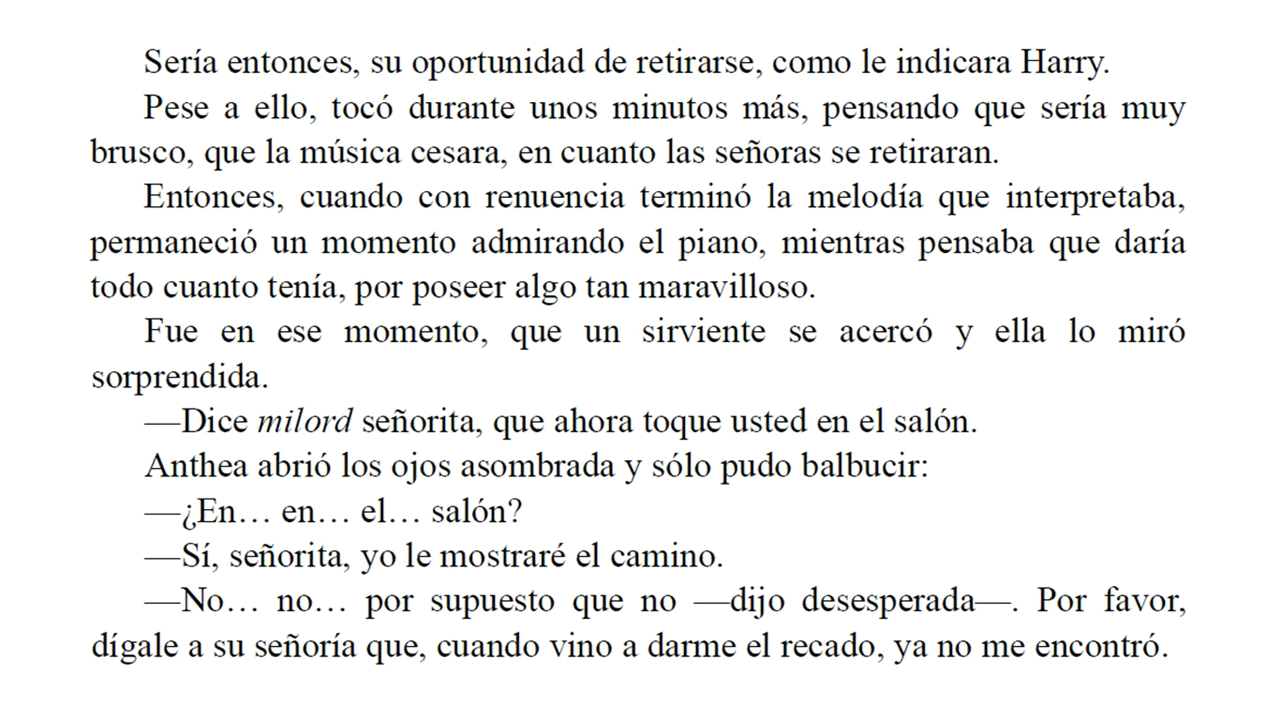 Sería entonces, su oportunidad de retirarse, como le indicara Harry.
Pese a ello, tocó durante unos minutos más, pensando que sería muy
brusco, que la música cesara, en cuanto las señoras se retiraran.
Entonces, cuando con renuencia terminó la melodía que interpretaba,
permaneció un momento admirando el piano, mientras pensaba que daría
todo cuanto tenía, por poseer algo tan maravilloso.
Fue en ese momento, que un sirviente se acercó y ella lo miró
sorprendida.
—Dice milord señorita, que ahora toque usted en el salón.
Anthea abrió los ojos asombrada y sólo pudo balbucir:
—¿En… en… el… salón?
—Sí, señorita, yo le mostraré el camino.
—No… no… por supuesto que no —dijo desesperada—. Por favor,
dígale a su señoría que, cuando vino a darme el recado, ya no me encontró.